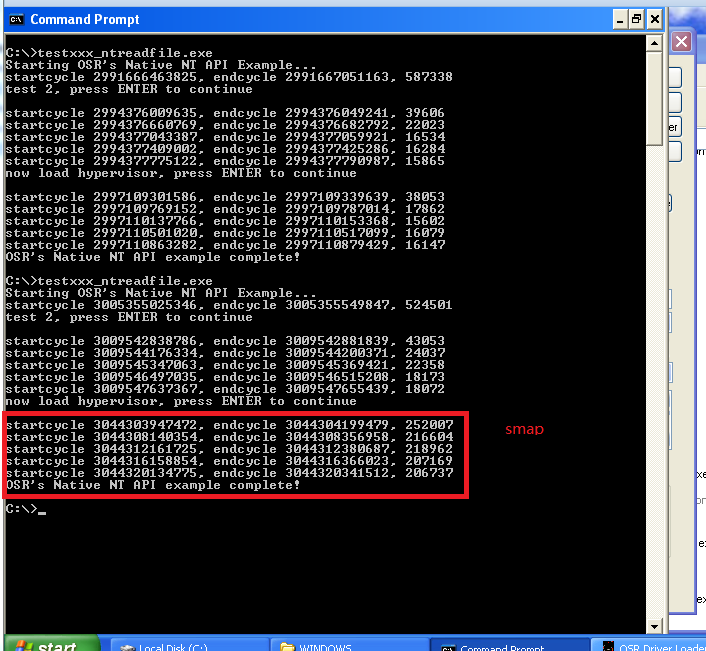 Command Prompt
C:\>testxxx_ntreadfile.exe
Starting OSR's Native NT API Example...
startcycle 2991666463825, endcycle 2991667051163, 587338
test 2, press ENTER to continue
startcycle 2994376009635, endcycle 2994376049241, 39606
startcycle 2994376660769, endcycle 2994376682792, 22023
startcycle 2994377043387, endcycle 2994377059921, 16534
startcycle 2994377409002, endcycle 2994377425286, 16284
startcycle 2994377775122, endcycle 2994377790987, 15865
now load hypervisor, press ENTER to continue
startcycle 2997109301586, endcycle 2997109339639, 38053
startcycle 2997109769152, endcycle 2997109787014, 17862
startcycle 2997110137766, endcycle 2997110153368, 15602
startcycle 2997110501020, endcycle 2997110517099, 16079
startcycle 2997110863282, endcycle 2997110879429, 16147
OSR's Native NT API example complete!
C:\>testxxx_ntreadfile.exe
Starting OSR's Native NT API Example...
startcycle 3005355025346, endcycle 3005355549847, 524501
test 2, press ENTER to continue
startcycle 3009542838786, endcycle 3009542881839, 43053
startcycle 3009544176334, endcycle 3009544200371, 24037
startcycle 3009545347063, endcycle 3009545369421, 22358
startcycle 3009546497035, endcycle 3009546515208, 18173
startcycle 3009547637367, endcycle 3009547655439, 18072
now load hypervisor, press ENTER to continue
startcycle 3044303947472, endcycle 3044304199479, 252007
startcycle 3044308140354, endcycle 3044308356958, 216604
startcycle 3044312161725, endcycle 3044312380687, 218962
startcycle 3044316158854, endcycle 3044316366023, 207169
startcycle 3044320134775, endcycle 3044320341512, 206737
OSR's Native NT API example complete!
smap
C:\>_
start
Local Disk (C:)
WINDOWS
Command Prompt
OSR Driver Loader